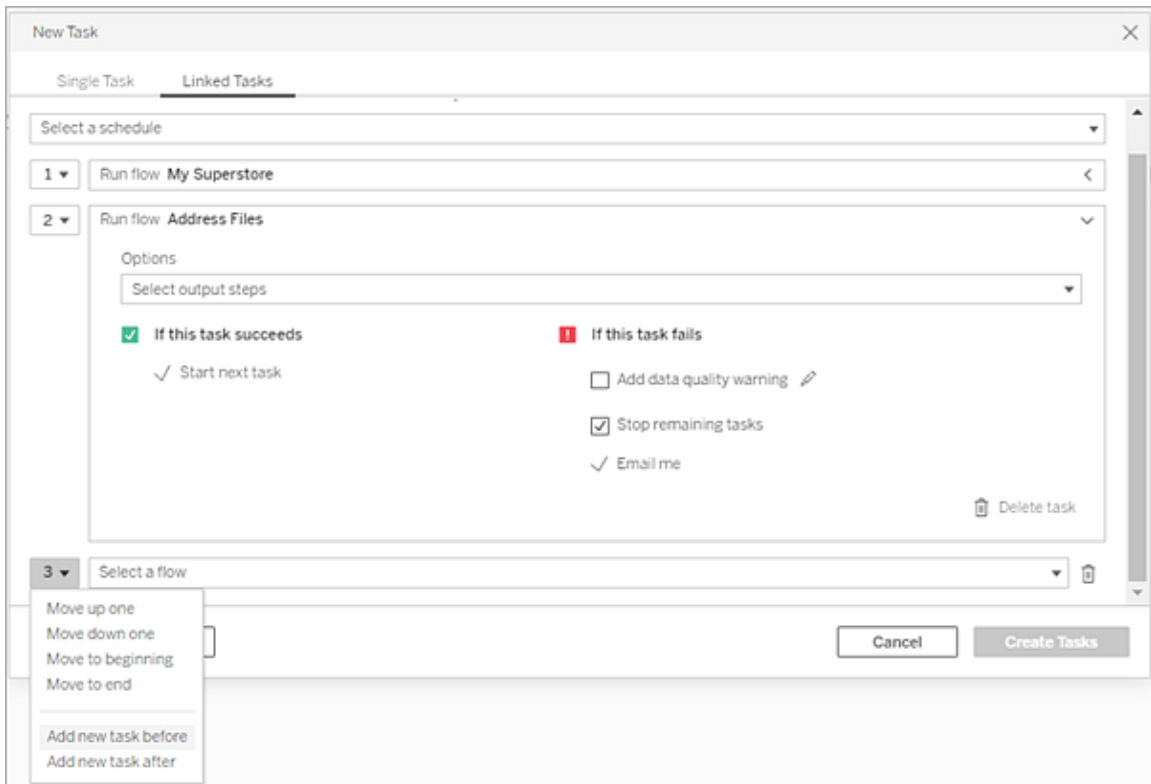 New Task
Single Task Linked Tasks
Select a schedule
1 Run flow My Superstore
2 Run flow Address Files
Options
Select output steps
If this task succeeds If this task fails
Start next task Add data quality warning
Stop remaining tasks
Email me
Delete task
3 Select a flow
Move up one
Move down one
Move to beginning
Move to end
Cancel Create Tasks
Add new task before
Add new task after